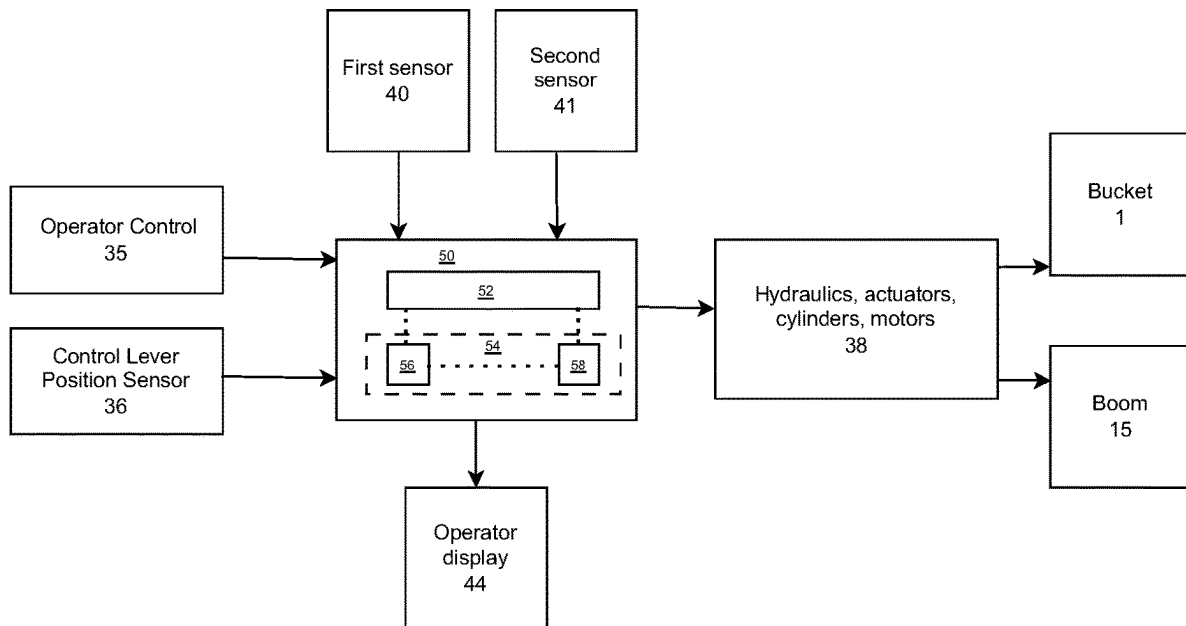 First sensor
40
Second
sensor
41
Operator Control
35
Control Lever
Position Sensor
36
50
52
54
56
58
Hydraulics, actuators,
cylinders, motors
38
Bucket
1
Boom
15
Operator
display
44